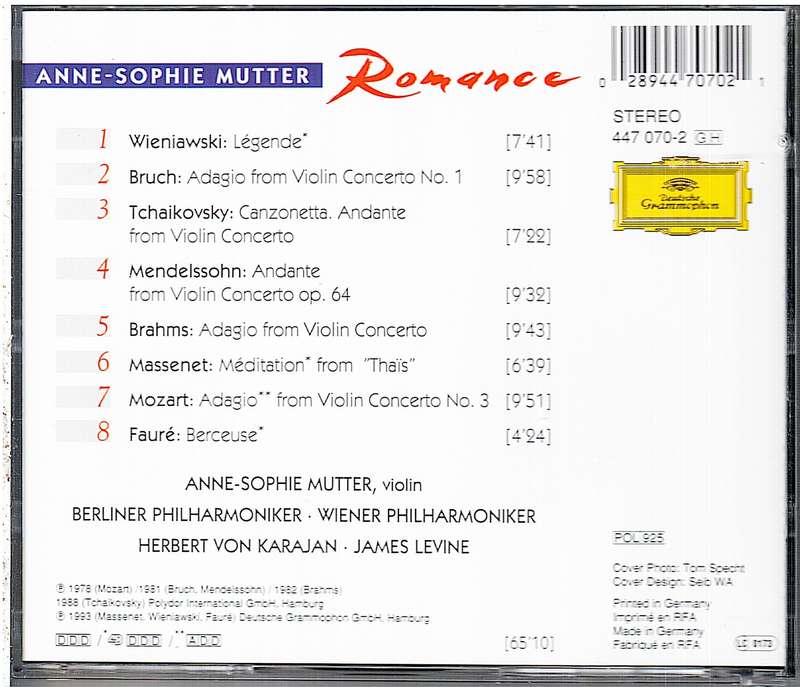 ANNE-SOPHIE MUTTER Romance
0 28944 70702 1
STEREO
447 070-2 GH
Deutsche
Grammophon
1 Wieniawski: Légende* [7'41]
2 Bruch: Adagio from Violin Concerto No. 1 [9'58]
3 Tchaikovsky: Canzonetta. Andante
from Violin Concerto [7'22]
4 Mendelssohn: Andante
from Violin Concerto op. 64 [9'32]
5 Brahms: Adagio from Violin Concerto [9'43]
6 Massenet: Méditation* from "Thaïs" [6'39]
7 Mozart: Adagio** from Violin Concerto No. 3 [9'51]
8 Fauré: Berceuse* [4'24]
ANNE-SOPHIE MUTTER, violin
BERLINER PHILHARMONIKER · WIENER PHILHARMONIKER
HERBERT VON KARAJAN · JAMES LEVINE
℗ 1978 (Mozart) /1981 (Bruch, Mendelssohn) / 1982 (Brahms)
1988 (Tchaikovsky) Polydor International GmbH, Hamburg
℗ 1993 (Massenet, Wieniawski, Fauré) Deutsche Grammophon GmbH, Hamburg
DDD / *4D DDD / **ADD [65'10]
POL 925
Cover Photo: Tom Specht
Cover Design: Seib WA
Printed in Germany
Imprimé en RFA
Made in Germany
Fabriqué en RFA
LC 0173